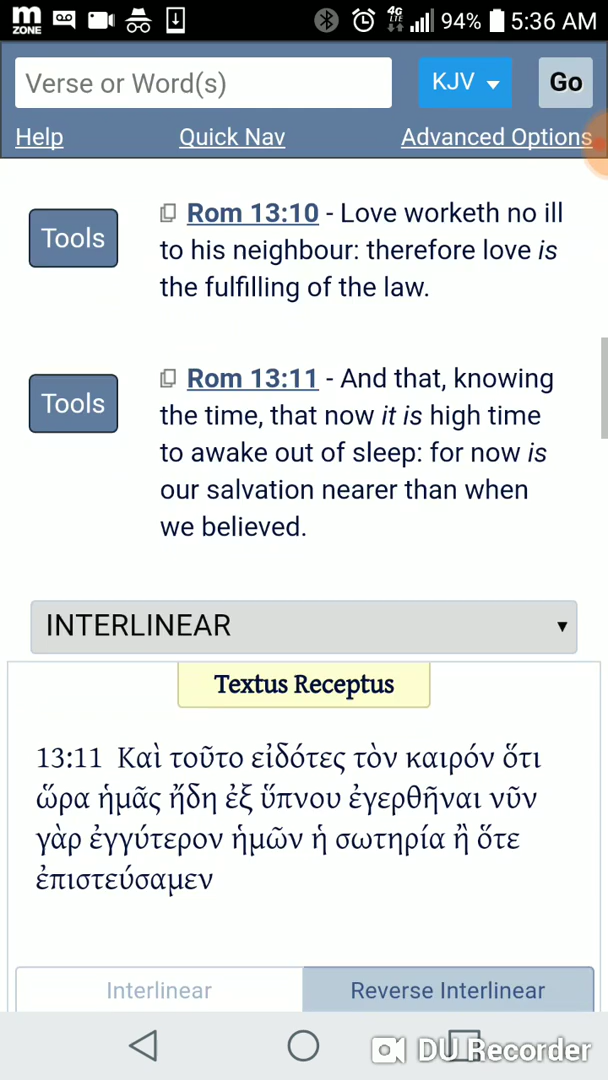 m ZONE 4G LTE 94% 5:36 AM
Verse or Word(s) KJV Go
Help Quick Nav Advanced Options
Tools Rom 13:10 - Love worketh no ill
to his neighbour: therefore love is
the fulfilling of the law.
Tools Rom 13:11 - And that, knowing
the time, that now it is high time
to awake out of sleep: for now is
our salvation nearer than when
we believed.
INTERLINEAR
Textus Receptus
13:11 Καὶ τοῦτο εἰδότες τὸν καιρόν ὅτι
ὥρα ἡμᾶς ἤδη ἐξ ὕπνου ἐγερθῆναι νῦν
γὰρ ἐγγύτερον ἡμῶν ἡ σωτηρία ἢ ὅτε
ἐπιστεύσαμεν
Interlinear Reverse Interlinear
DU Recorder